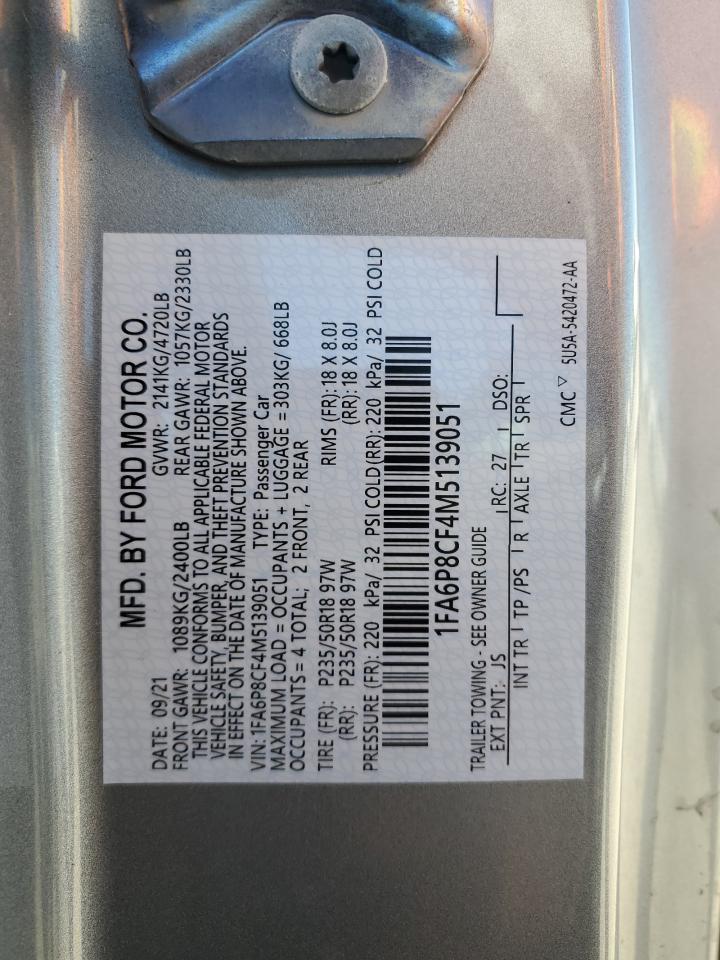 MFD. BY FORD MOTOR CO.
DATE: 09/21 GVWR: 2141KG/4720LB
FRONT GAWR: 1089KG/2400LB REAR GAWR: 1057KG/2330LB
THIS VEHICLE CONFORMS TO ALL APPLICABLE FEDERAL MOTOR
VEHICLE SAFETY, BUMPER, AND THEFT PREVENTION STANDARDS
IN EFFECT ON THE DATE OF MANUFACTURE SHOWN ABOVE.
VIN: 1FA6P8CF4M5139051 TYPE: Passenger Car
MAXIMUM LOAD = OCCUPANTS + LUGGAGE = 303KG/ 668LB
OCCUPANTS = 4 TOTAL; 2 FRONT, 2 REAR
TIRE (FR): P235/50R18 97W RIMS (FR): 18 X 8.0J
(RR): P235/50R18 97W (RR): 18 X 8.0J
PRESSURE (FR): 220 kPa/ 32 PSI COLD(RR): 220 kPa/ 32 PSI COLD
1FA6P8CF4M5139051
TRAILER TOWING - SEE OWNER GUIDE
EXT PNT: JS RC: 27 DSO:
INT TR TP /PS R AXLE TR SPR
CMC ▽ 5U5A-5420472-AA